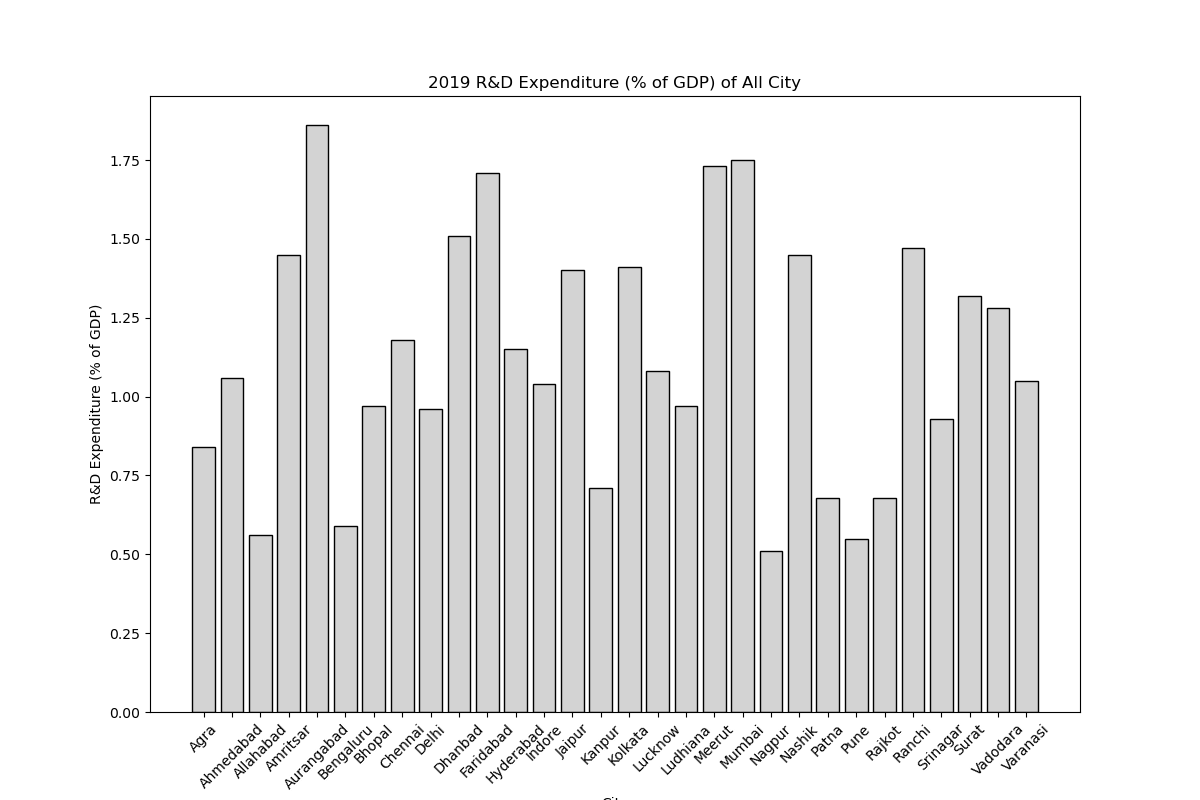 2019 R&D Expenditure (% of GDP) of All City
R&D Expenditure (% of GDP)
1.75
1.50
1.25
1.00
0.75
0.50
0.25
0.00
Agra
Ahmedabad
Allahabad
Amritsar
Aurangabad
Bengaluru
Bhopal
Chennai
Delhi
Dhanbad
Faridabad
Hyderabad
Indore
Jaipur
Kanpur
Kolkata
Lucknow
Ludhiana
Meerut
Mumbai
Nagpur
Nashik
Patna
Pune
Rajkot
Ranchi
Srinagar
Surat
Vadodara
Varanasi